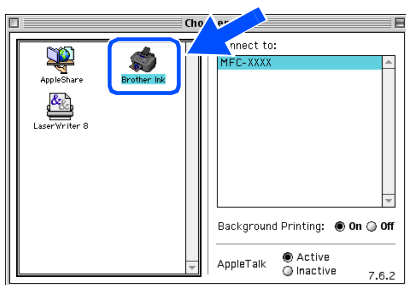 Cho er
AppleShare
Brother Ink
LaserWriter 8
nnect to:
MFC-XXXX
Background Printing: On Off
AppleTalk Active
Inactive
7.6.2